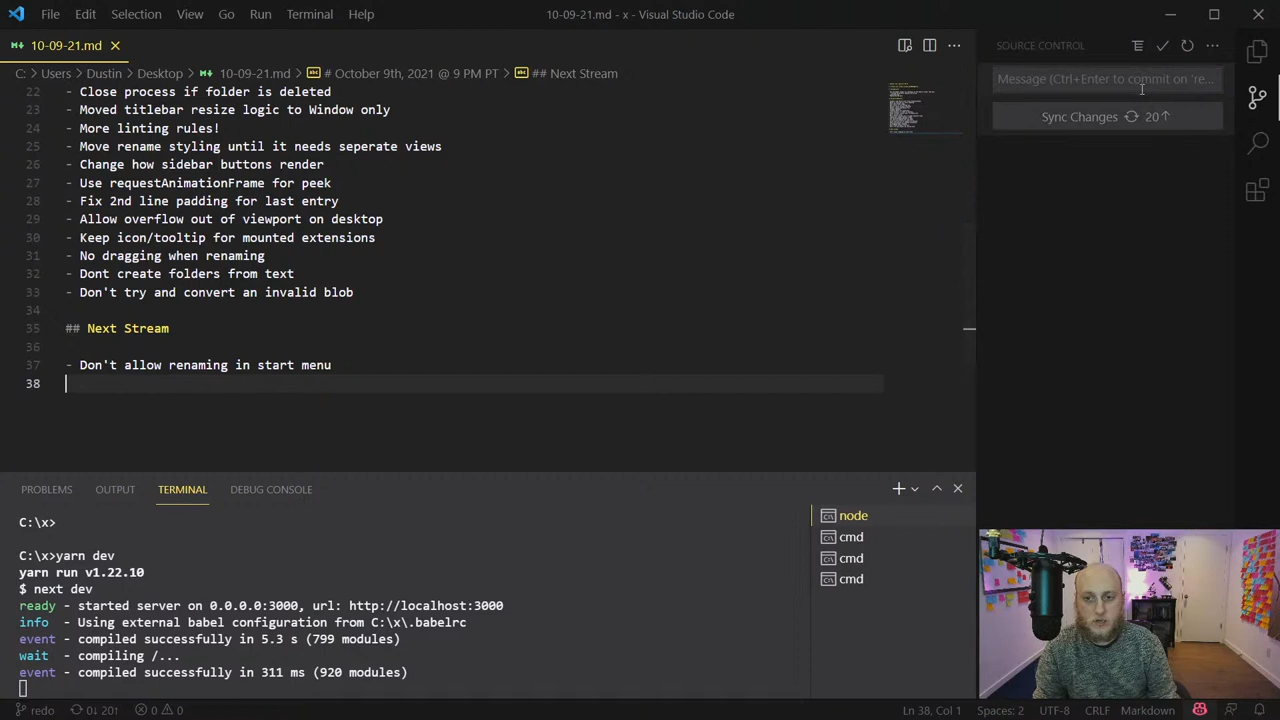 File Edit Selection View Go Run Terminal Help
10-09-21.md - x - Visual Studio Code
10-09-21.md
SOURCE CONTROL
C: > Users > Dustin > Desktop > 10-09-21.md > # October 9th, 2021 @ 9 PM PT > ## Next Stream
Message (Ctrl+Enter to commit on 're...
Sync Changes 20↑
22 - Close process if folder is deleted
23 - Moved titlebar resize logic to Window only
24 - More linting rules!
25 - Move rename styling until it needs seperate views
26 - Change how sidebar buttons render
27 - Use requestAnimationFrame for peek
28 - Fix 2nd line padding for last entry
29 - Allow overflow out of viewport on desktop
30 - Keep icon/tooltip for mounted extensions
31 - No dragging when renaming
32 - Dont create folders from text
33 - Don't try and convert an invalid blob
34
35 ## Next Stream
36
37 - Don't allow renaming in start menu
38
PROBLEMS OUTPUT TERMINAL DEBUG CONSOLE
C:\x>
C:\x>yarn dev
yarn run v1.22.10
$ next dev
ready - started server on 0.0.0.0:3000, url: http://localhost:3000
info - Using external babel configuration from C:\x\.babelrc
event - compiled successfully in 5.3 s (799 modules)
wait - compiling /...
event - compiled successfully in 311 ms (920 modules)
node
cmd
cmd
cmd
redo 0↓ 20↑ 0 0
Ln 38, Col 1 Spaces: 2 UTF-8 CRLF Markdown